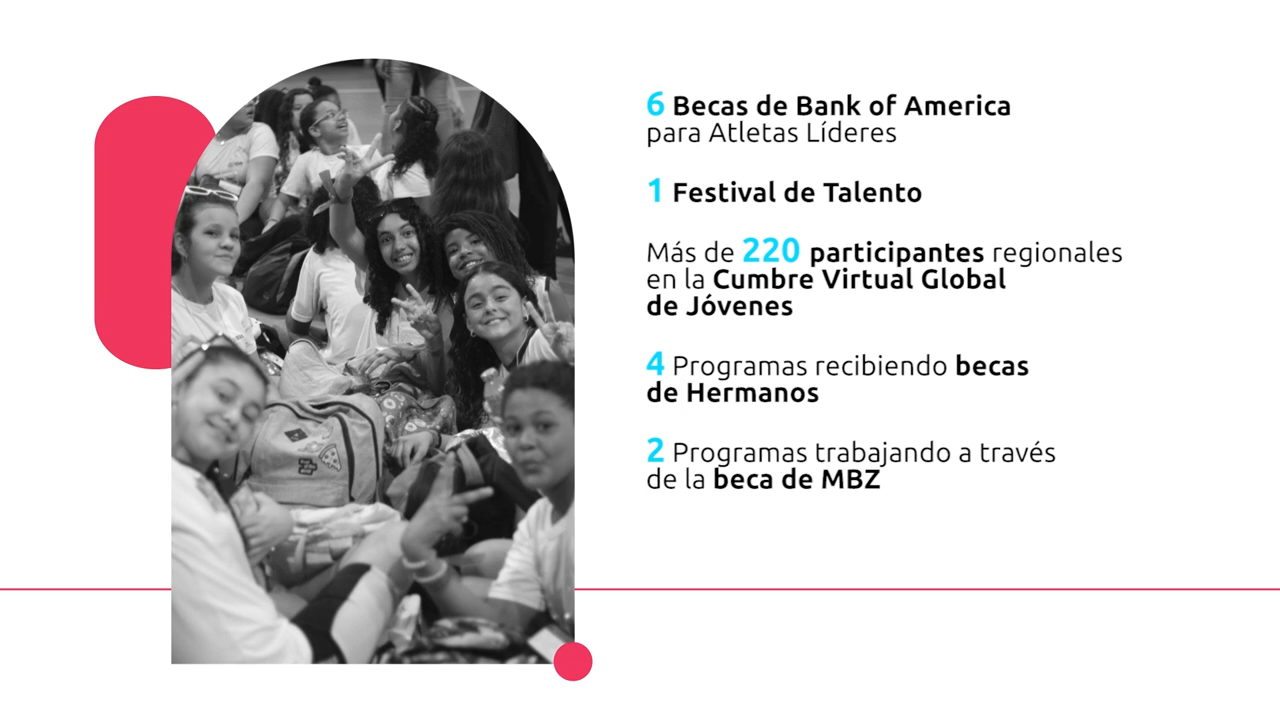 6 Becas de Bank of America
para Atletas Líderes
1 Festival de Talento
Más de 220 participantes regionales
en la Cumbre Virtual Global
de Jóvenes
4 Programas recibiendo becas
de Hermanos
2 Programas trabajando a través
de la beca de MBZ